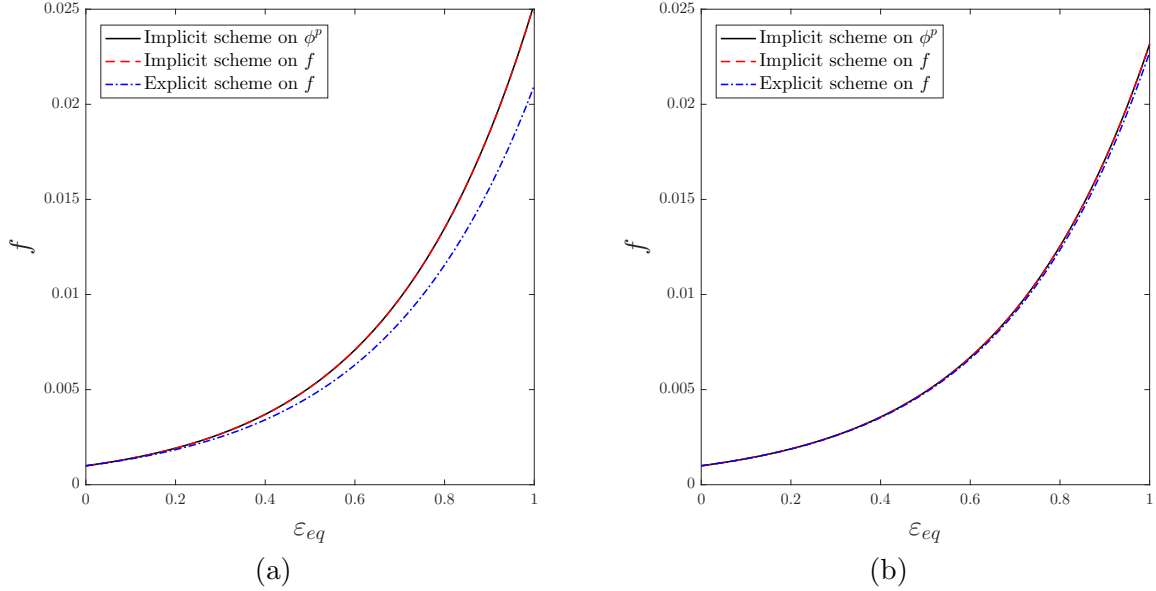 0.025
0.02
0.015
0.01
0.005
0
f
Implicit scheme on ϕᵖ
Implicit scheme on f
Explicit scheme on f
0 0.2 0.4 0.6 0.8 1
ε_eq
(a)
0.025
0.02
0.015
0.01
0.005
0
f
Implicit scheme on ϕᵖ
Implicit scheme on f
Explicit scheme on f
0 0.2 0.4 0.6 0.8 1
ε_eq
(b)